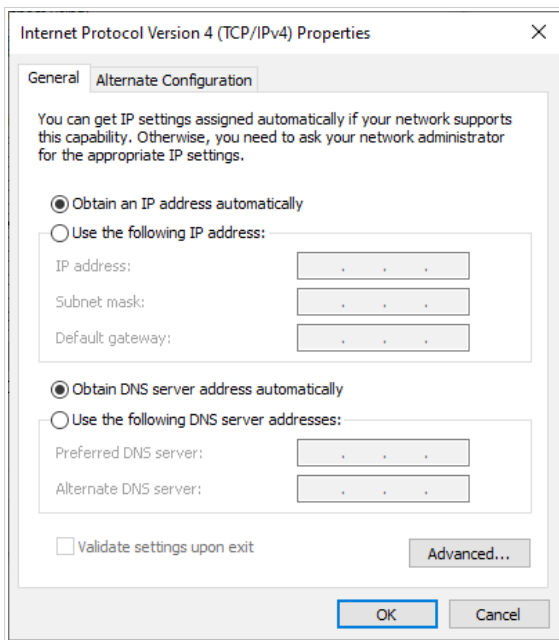 Internet Protocol Version 4 (TCP/IPv4) Properties
General
Alternate Configuration
You can get IP settings assigned automatically if your network supports
this capability. Otherwise, you need to ask your network administrator
for the appropriate IP settings.
Obtain an IP address automatically
Use the following IP address:
IP address:
Subnet mask:
Default gateway:
Obtain DNS server address automatically
Use the following DNS server addresses:
Preferred DNS server:
Alternate DNS server:
Validate settings upon exit
Advanced...
OK
Cancel